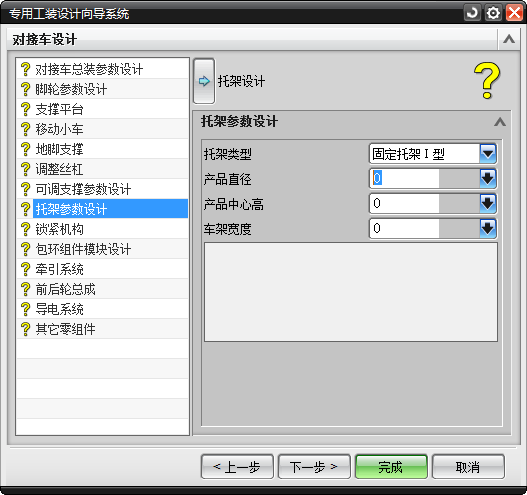 专用工装设计向导系统
对接车设计
对接车总装参数设计
脚轮参数设计
支撑平台
移动小车
地脚支撑
调整丝杠
可调支撑参数设计
托架参数设计
锁紧机构
包环组件模块设计
牵引系统
前后轮总成
导电系统
其它零组件
托架设计
托架参数设计
托架类型 固定托架 I 型
产品直径 0
产品中心高 0
车架宽度 0
< 上一步 下一步 > 完成 取消